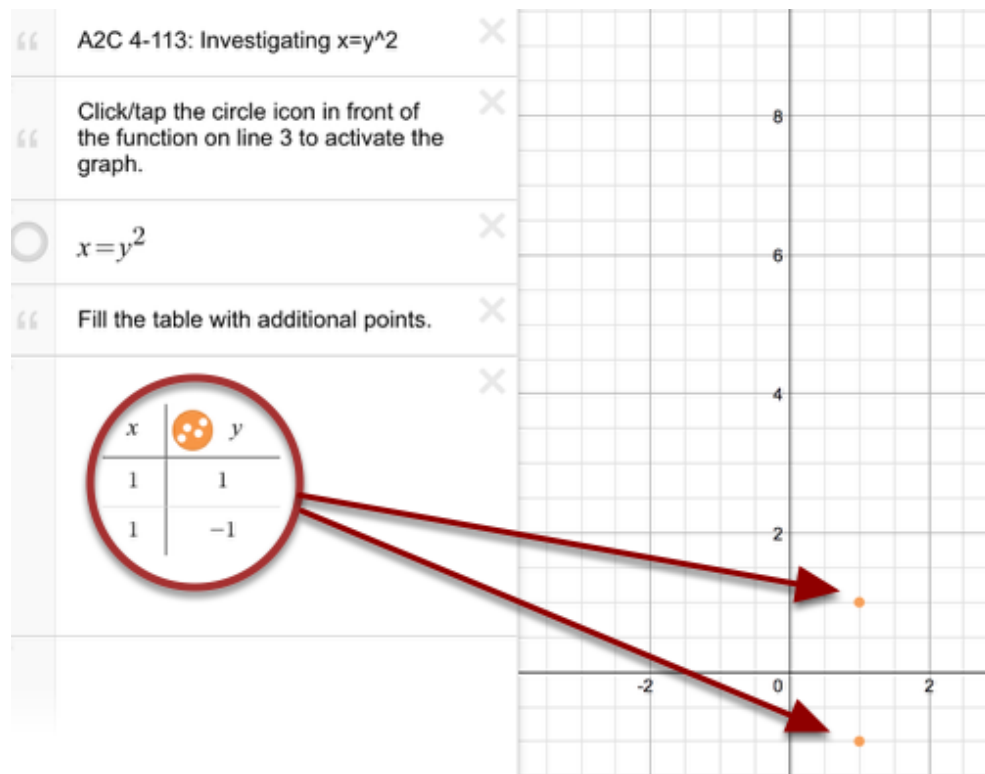 A2C 4-113: Investigating x=y^2
Click/tap the circle icon in front of
the function on line 3 to activate the
graph.
x=y²
Fill the table with additional points.
x y
1 1
1 −1
8
6
4
2
-2 0 2